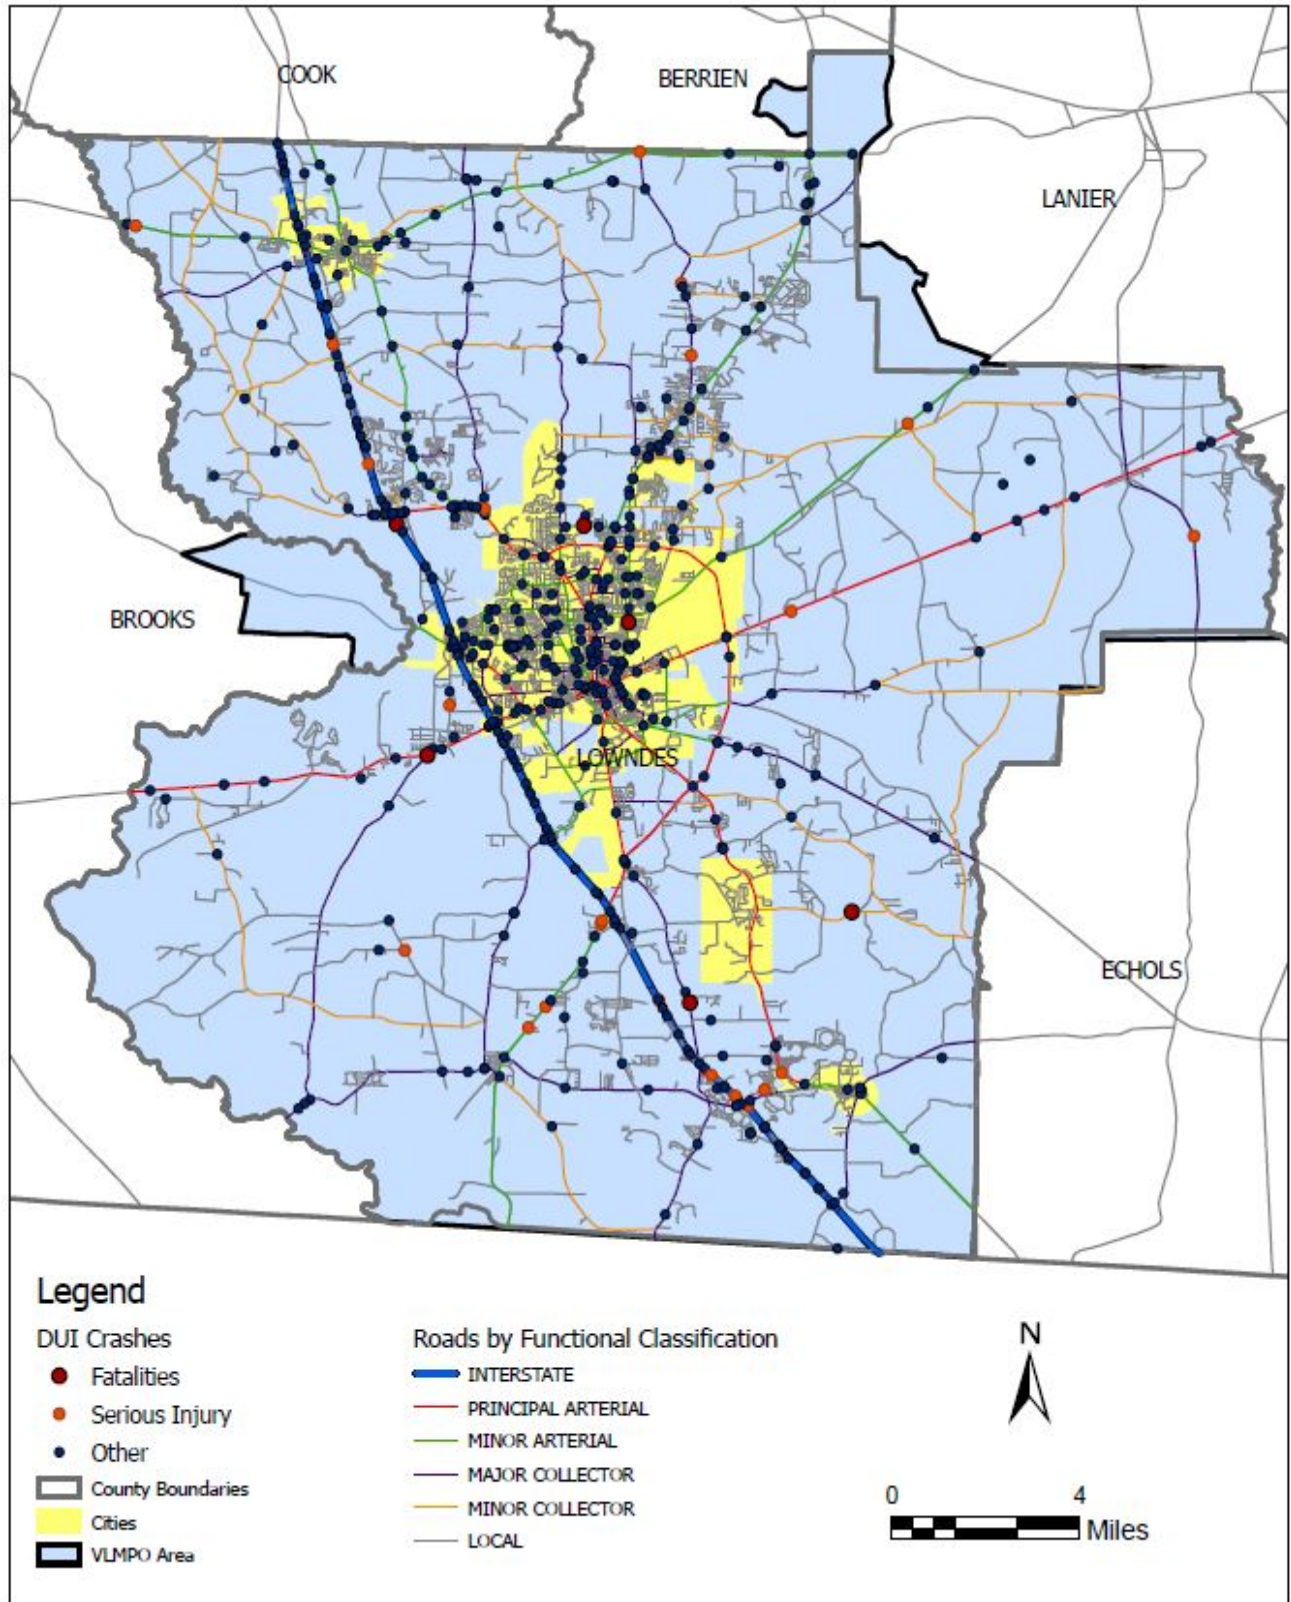 COOK
BERRIEN
LANIER
BROOKS
LOWNDES
ECHOLS
Legend
DUI Crashes
Fatalities
Serious Injury
Other
County Boundaries
Cities
VLMPO Area
Roads by Functional Classification
INTERSTATE
PRINCIPAL ARTERIAL
MINOR ARTERIAL
MAJOR COLLECTOR
MINOR COLLECTOR
LOCAL
N
0 4
Miles